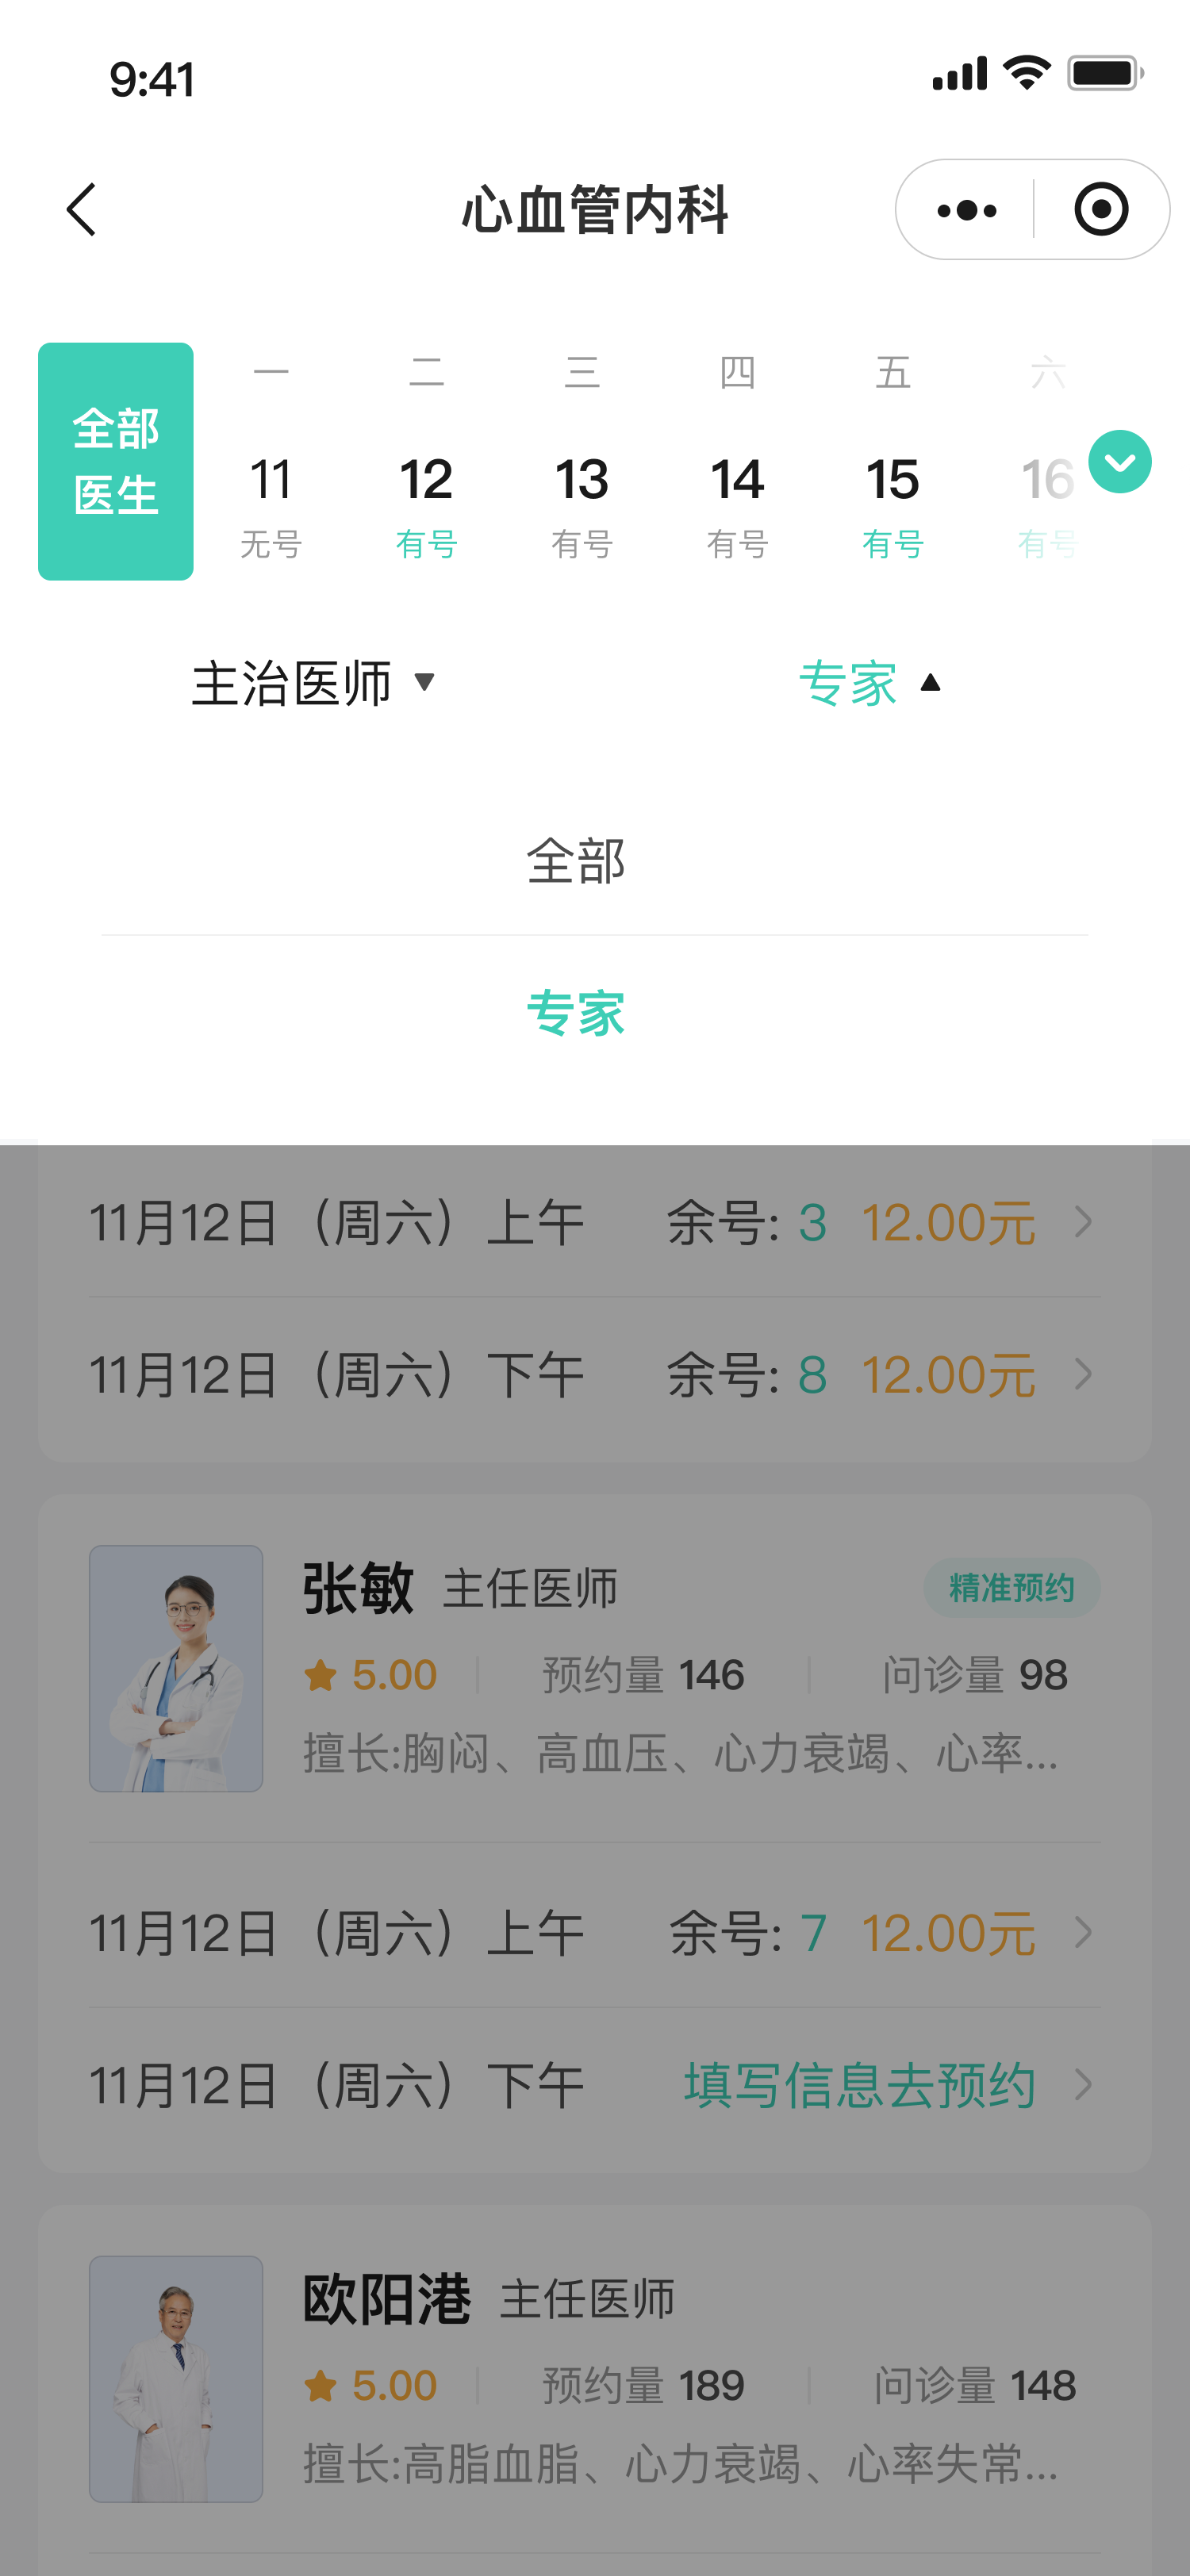 9:41
心血管内科
全部
医生
一 二 三 四 五 六
11 12 13 14 15 16
无号 有号 有号 有号 有号 有号
主治医师 专家
全部
专家
11月12日（周六）上午 余号: 3 12.00元
11月12日（周六）下午 余号: 8 12.00元
张敏 主任医师 精准预约
5.00 预约量 146 问诊量 98
擅长:胸闷、高血压、心力衰竭、心率...
11月12日（周六）上午 余号: 7 12.00元
11月12日（周六）下午 填写信息去预约
欧阳港 主任医师
5.00 预约量 189 问诊量 148
擅长:高脂血脂、心力衰竭、心率失常...